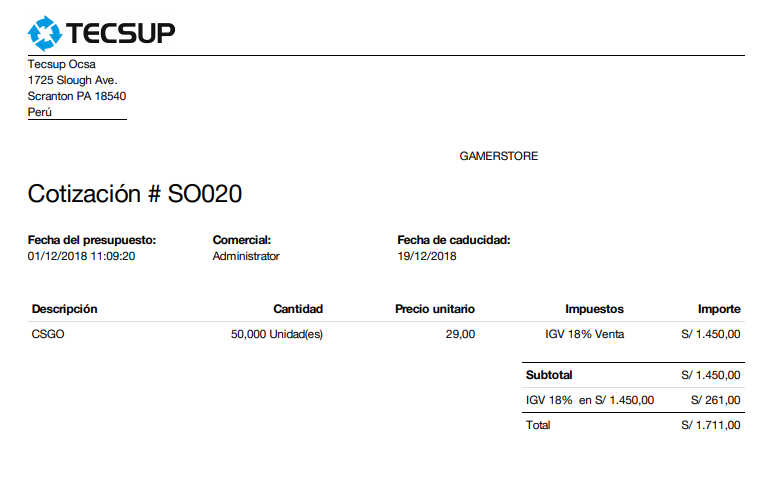 TECSUP
Tecsup Ocsa
1725 Slough Ave.
Scranton PA 18540
Perú
GAMERSTORE
Cotización # SO020
Fecha del presupuesto: Comercial: Fecha de caducidad:
01/12/2018 11:09:20 Administrator 19/12/2018
Descripción Cantidad Precio unitario Impuestos Importe
CSGO 50,000 Unidad(es) 29,00 IGV 18% Venta S/ 1.450,00
Subtotal S/ 1.450,00
IGV 18% en S/ 1.450,00 S/ 261,00
Total S/ 1.711,00